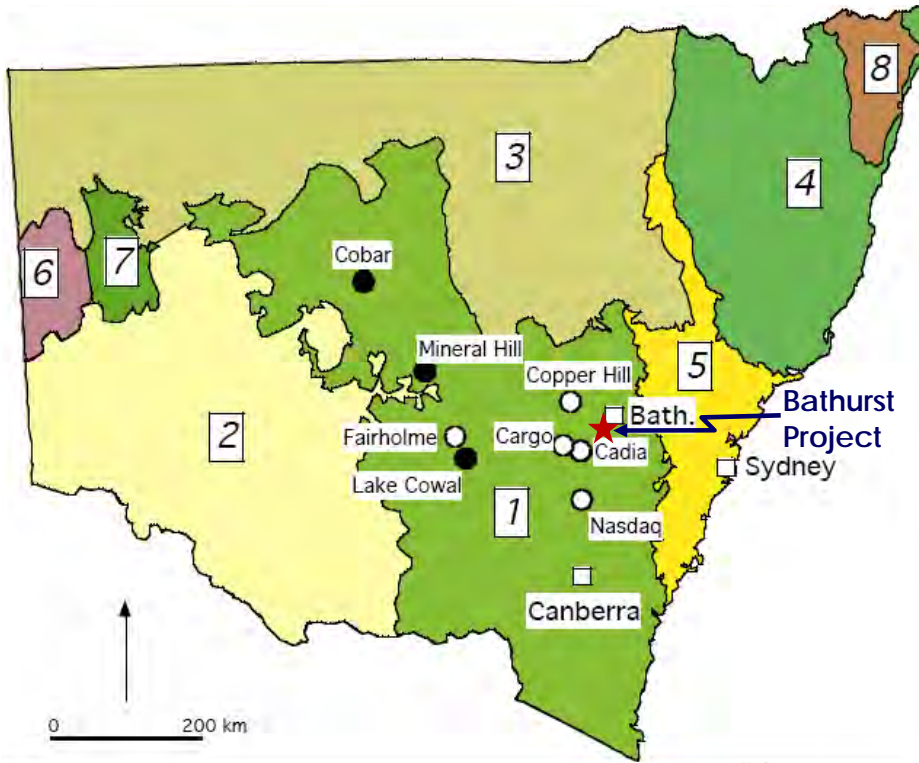 8
3
4
6
7
Cobar
Mineral Hill
Copper Hill
5
Bath.
Bathurst
Project
2
Fairholme
Cargo
Cadia
Sydney
Lake Cowal
1
Nasdaq
Canberra
0 200 km